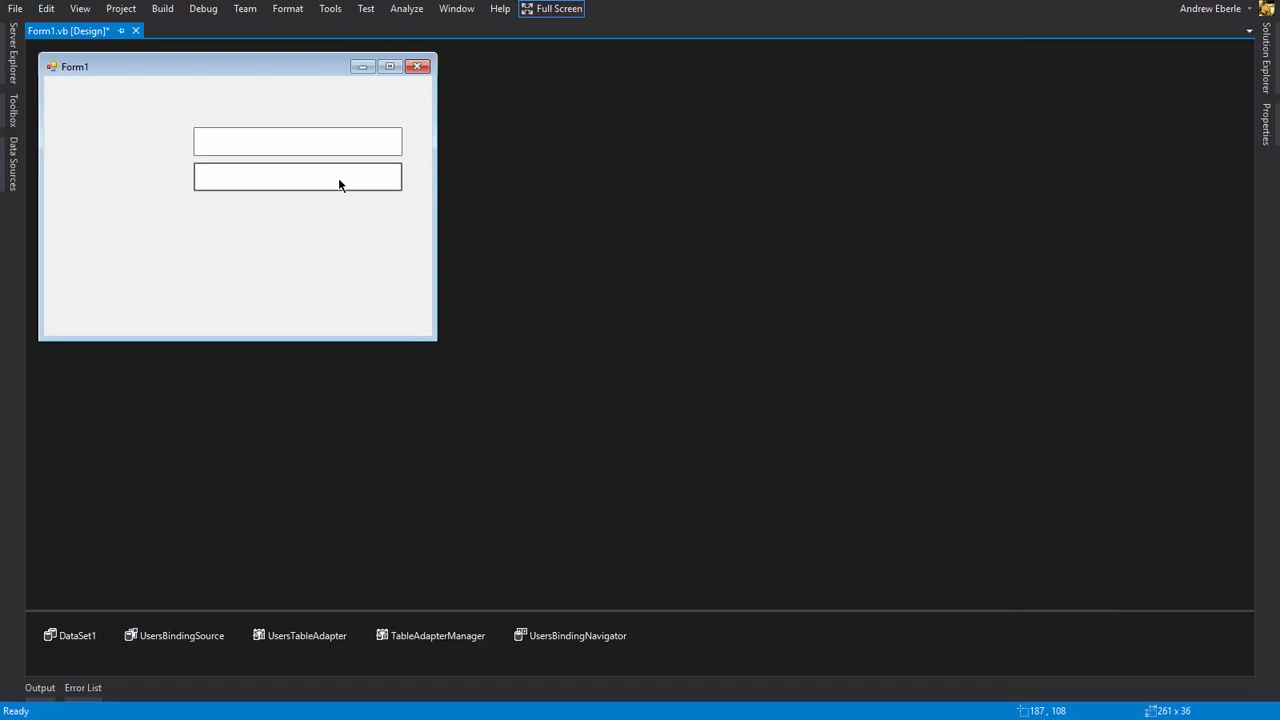 File Edit View Project Build Debug Team Format Tools Test Analyze Window Help Full Screen Andrew Eberle
Form1.vb [Design]*
Server Explorer
Toolbox
Data Sources
Form1
Solution Explorer
Properties
DataSet1 UsersBindingSource UsersTableAdapter TableAdapterManager UsersBindingNavigator
Output Error List
Ready 187 , 108 261 x 36